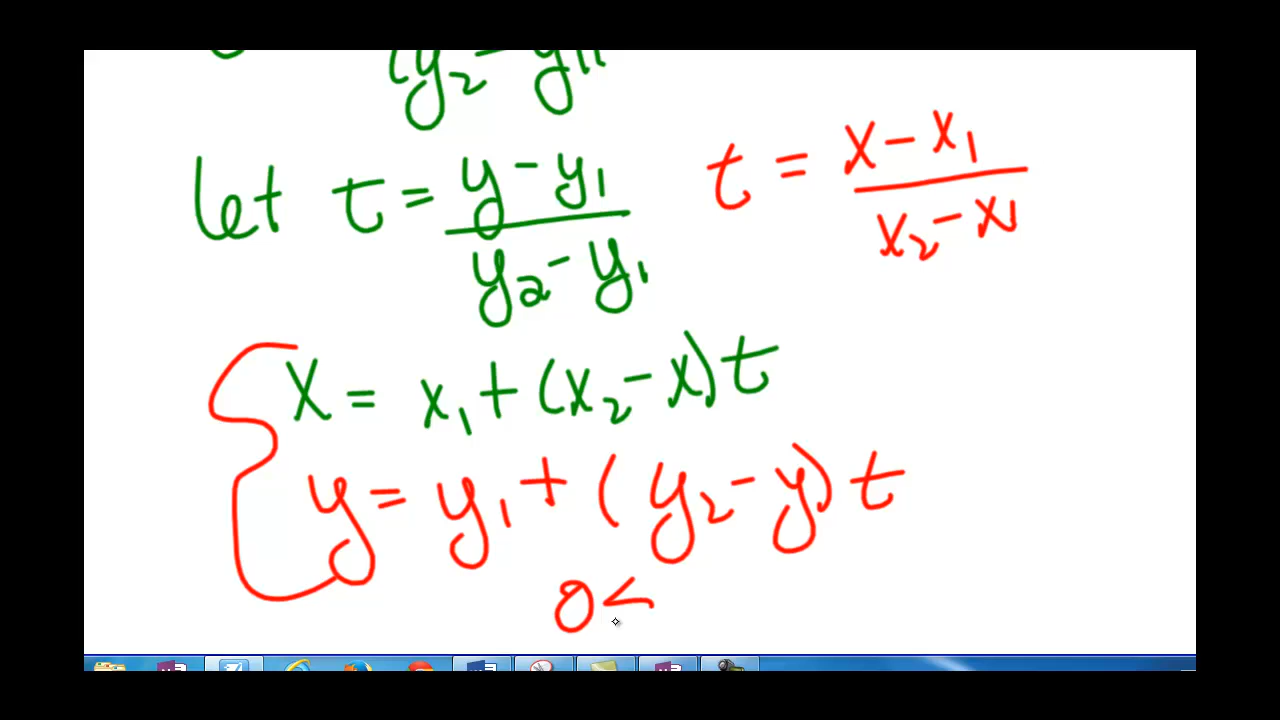 (y₂ - y₁)
let t = (y - y₁)/(y₂ - y₁)  t = (x - x₁)/(x₂ - x₁)
x = x₁ + (x₂ - x) t
y = y₁ + (y₂ - y) t
0 <